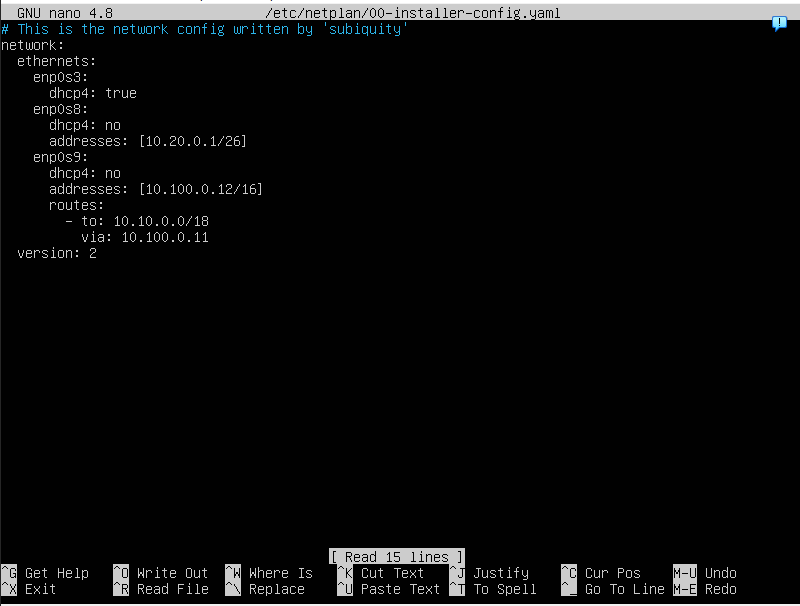 GNU nano 4.8 /etc/netplan/00-installer-config.yaml
# This is the network config written by 'subiquity'
network:
  ethernets:
    enp0s3:
      dhcp4: true
    enp0s8:
      dhcp4: no
      addresses: [10.20.0.1/26]
    enp0s9:
      dhcp4: no
      addresses: [10.100.0.12/16]
      routes:
        - to: 10.10.0.0/18
          via: 10.100.0.11
  version: 2
[ Read 15 lines ]
^G Get Help ^O Write Out ^W Where Is ^K Cut Text ^J Justify ^C Cur Pos M-U Undo
^X Exit ^R Read File ^\ Replace ^U Paste Text ^T To Spell ^_ Go To Line M-E Redo